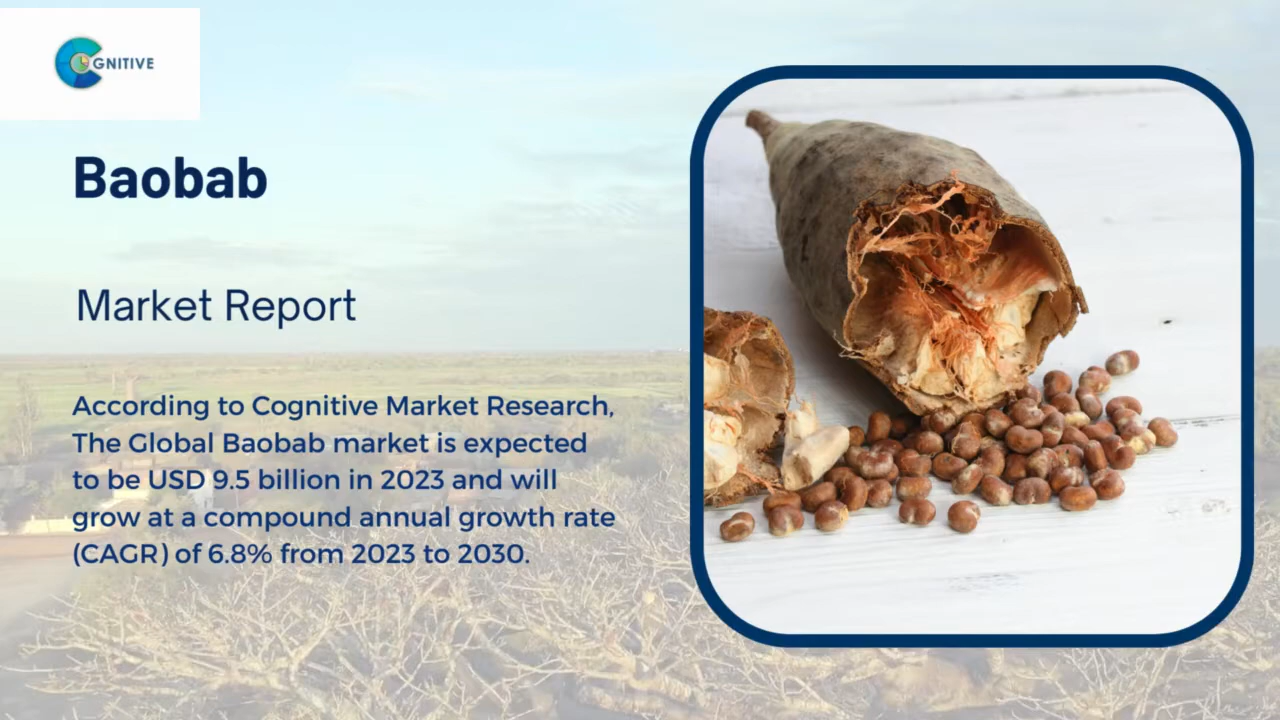 GNITIVE
Baobab
Market Report
According to Cognitive Market Research,
The Global Baobab market is expected
to be USD 9.5 billion in 2023 and will
grow at a compound annual growth rate
(CAGR) of 6.8% from 2023 to 2030.